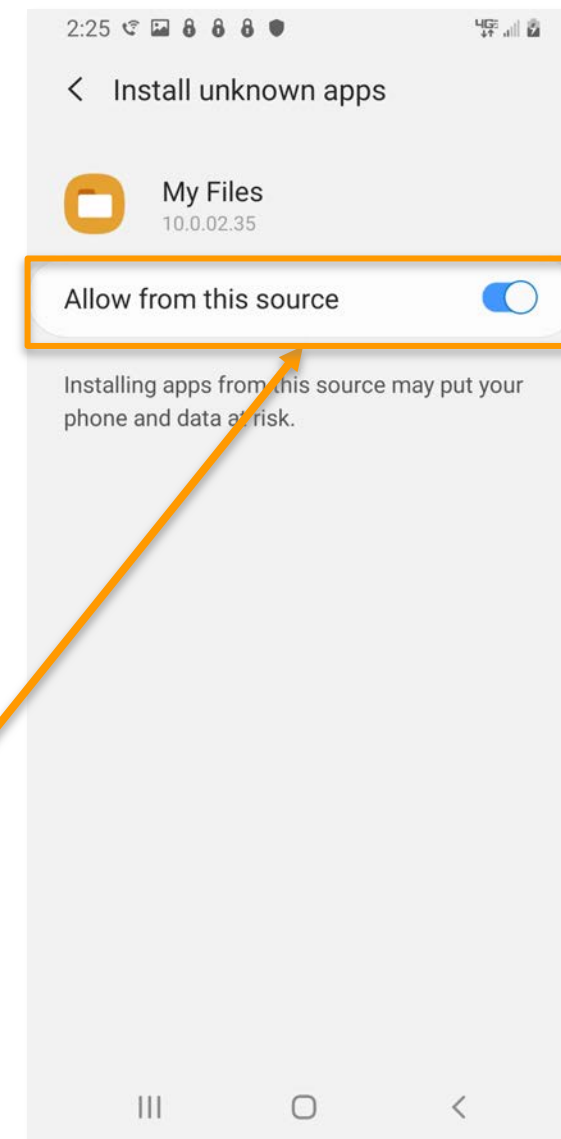 2:25
4GE
Install unknown apps
My Files
10.0.02.35
Allow from this source
Installing apps from this source may put your
phone and data at risk.